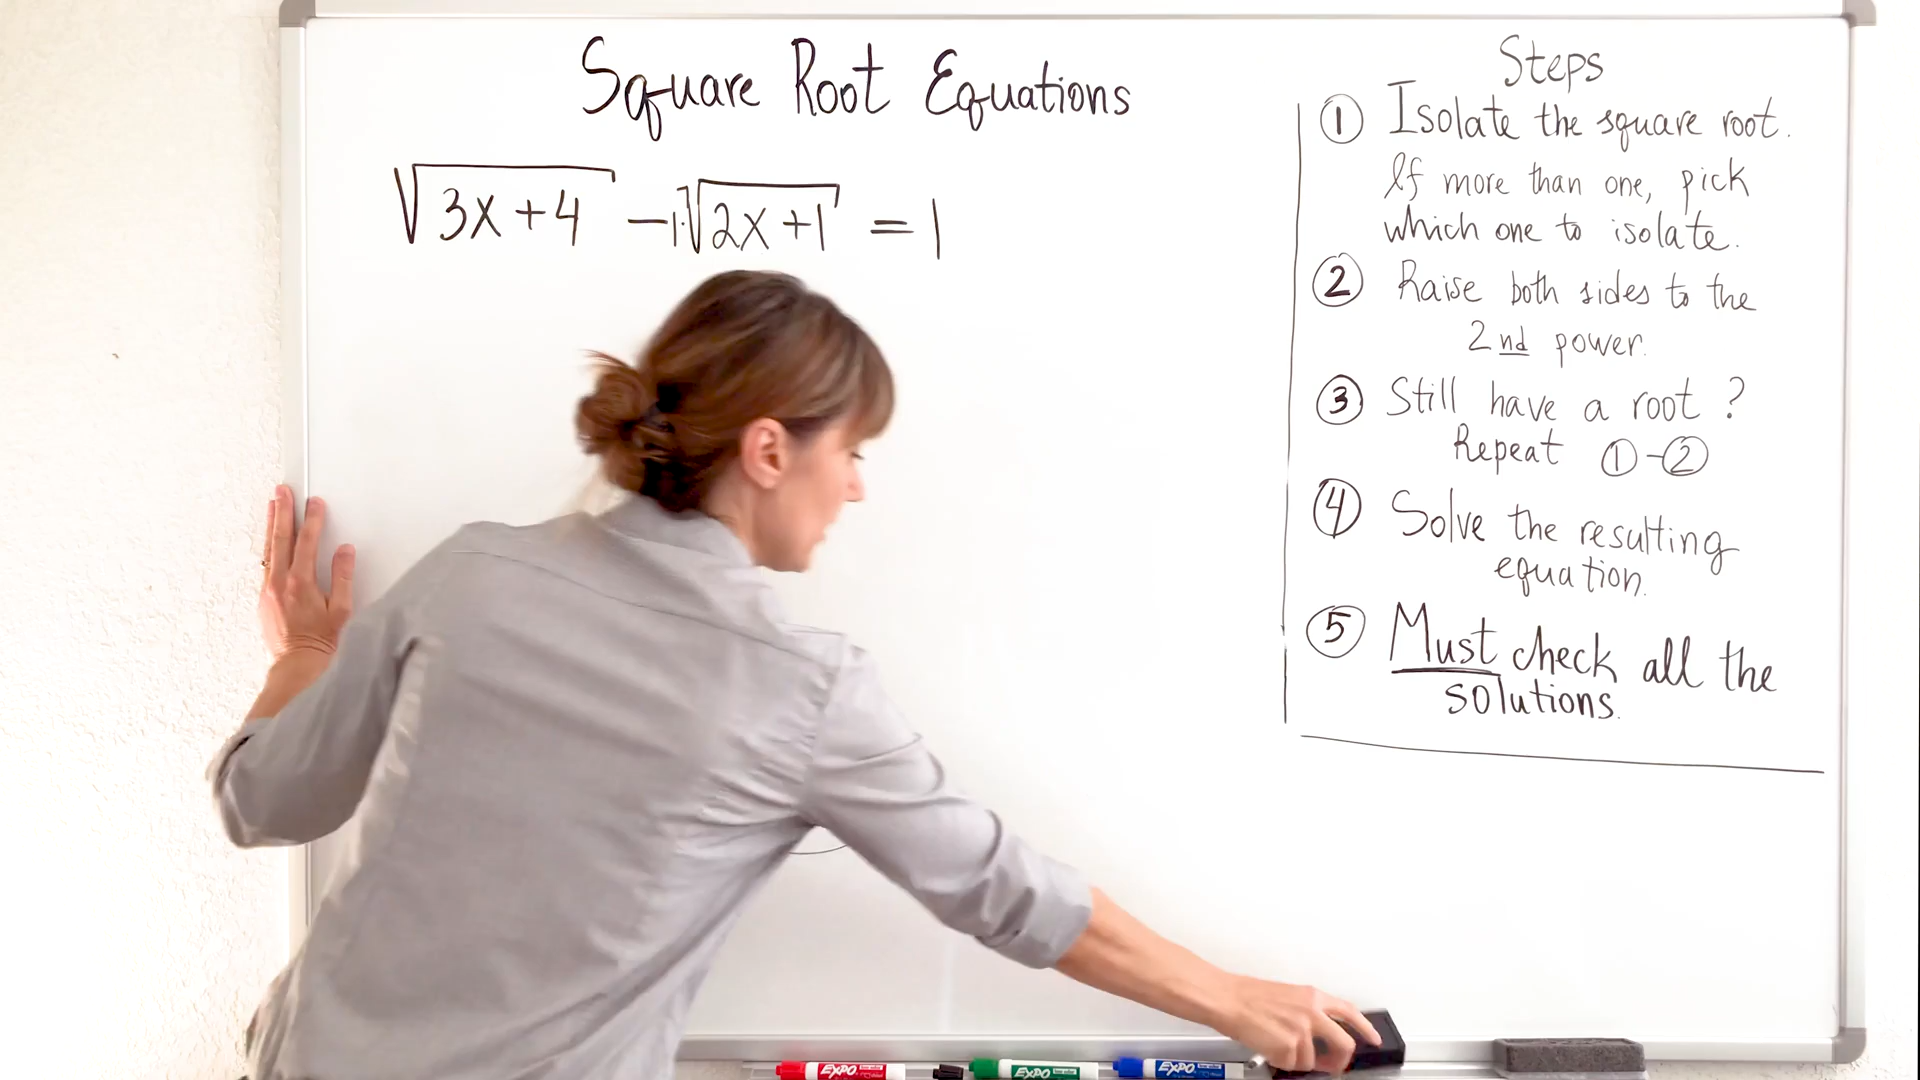 Square Root Equations
√(3x+4) −1·√(2x+1) = 1
Steps
① Isolate the square root.
If more than one, pick
which one to isolate.
② Raise both sides to the
2nd power.
③ Still have a root?
Repeat ①-②
④ Solve the resulting
equation.
⑤ Must check all the
solutions.
EXPO
EXPO
EXPO